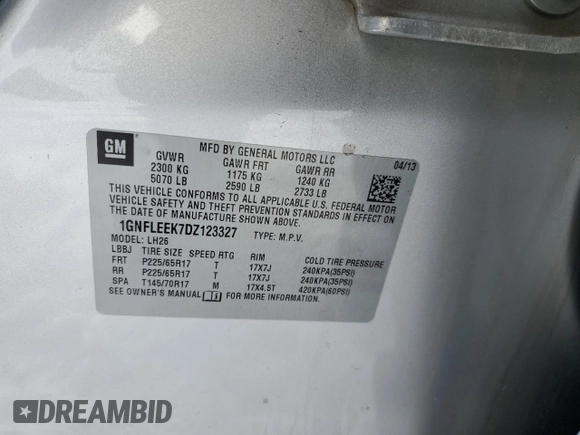 GM
MFD BY GENERAL MOTORS LLC
04/13
GVWR GAWR FRT GAWR RR
2300 KG 1175 KG 1240 KG
5070 LB 2590 LB 2733 LB
THIS VEHICLE CONFORMS TO ALL APPLICABLE U.S. FEDERAL MOTOR
VEHICLE SAFETY AND THEFT PREVENTION STANDARDS IN EFFECT ON
THE DATE OF MANUFACTURE SHOWN ABOVE.
1GNFLEEK7DZ123327 TYPE: M.P.V.
MODEL: LH26
LBBJ TIRE SIZE SPEED RTG RIM COLD TIRE PRESSURE
FRT P225/65R17 T 17X7J 240KPA(35PSI)
RR P225/65R17 T 17X7J 240KPA(35PSI)
SPA T145/70R17 M 17X4.5T 420KPA(60PSI)
SEE OWNER'S MANUAL i FOR MORE INFORMATION.
DREAMBID